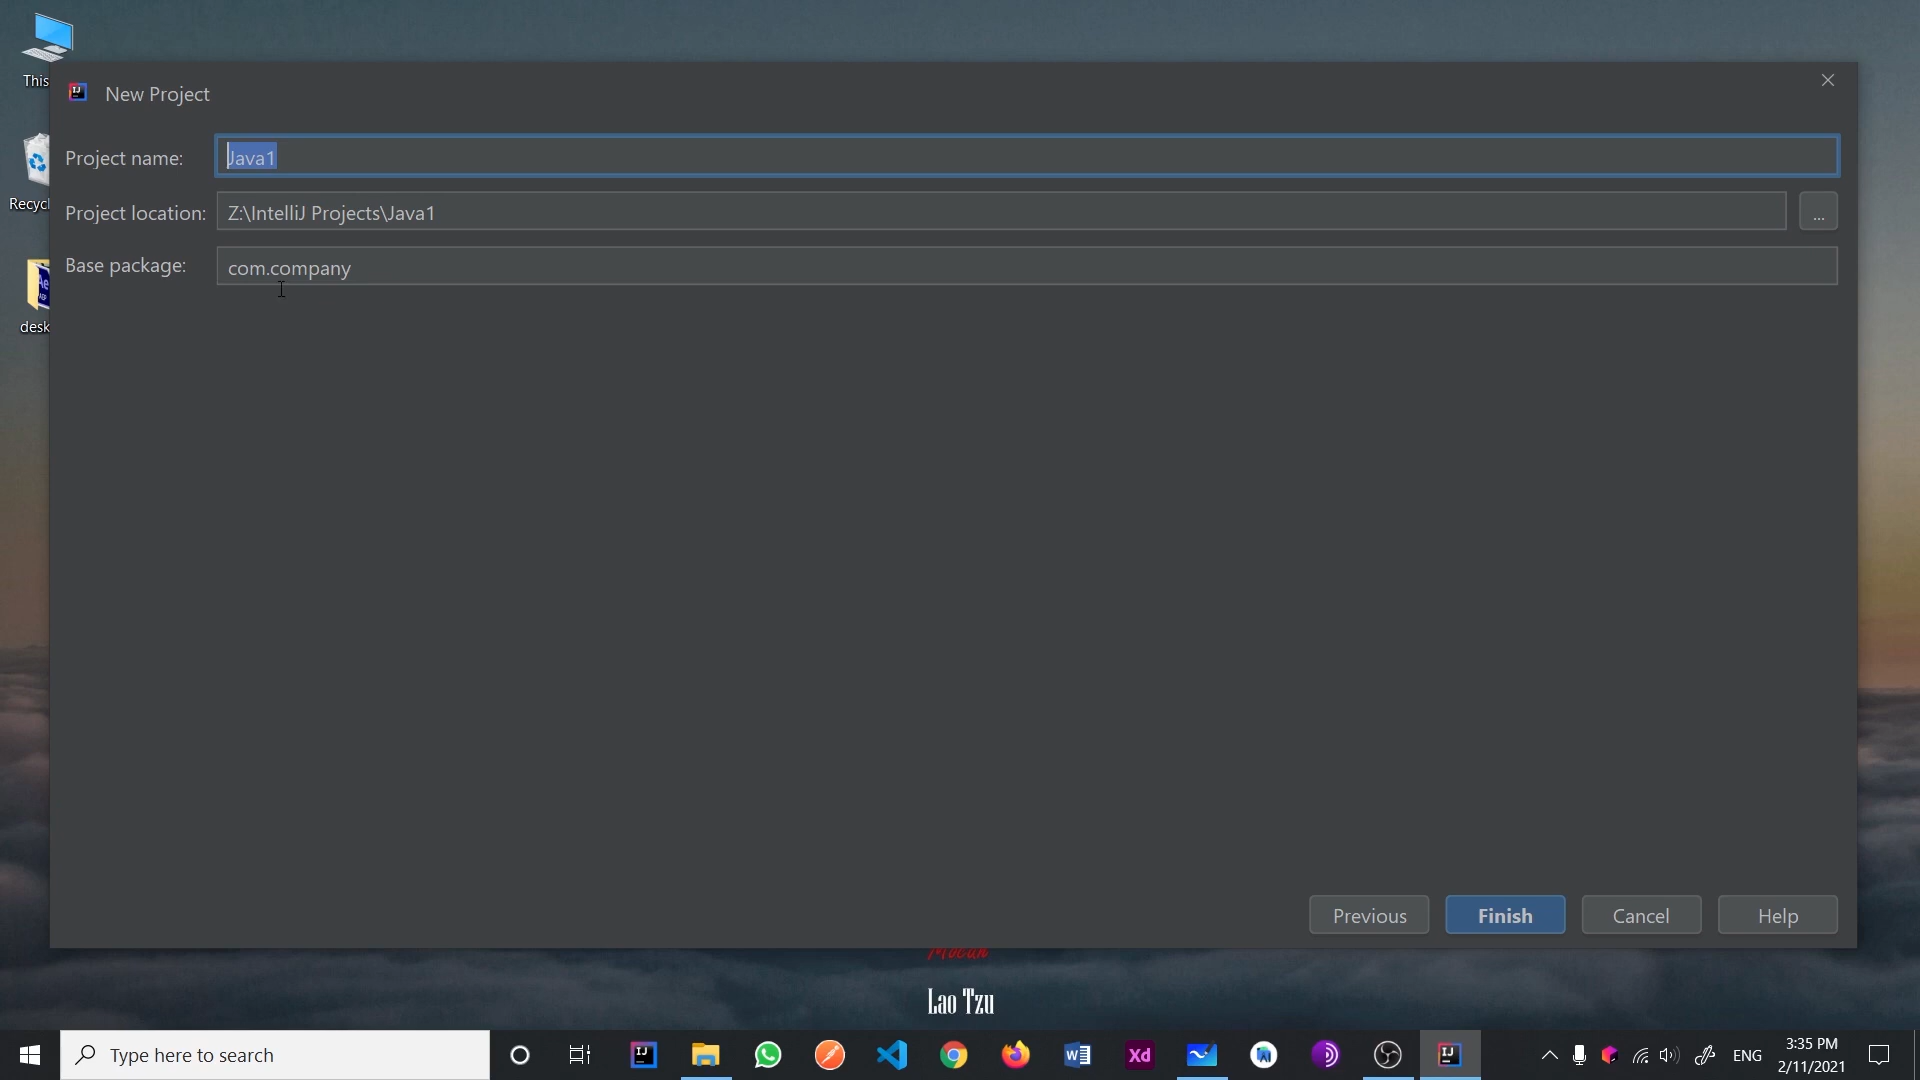 This
New Project
Project name: Java1
Recycl
Project location: Z:\IntelliJ Projects\Java1 ...
Base package: com.company
desk
Previous Finish Cancel Help
Lao Tzu
Type here to search
ENG
3:35 PM
2/11/2021